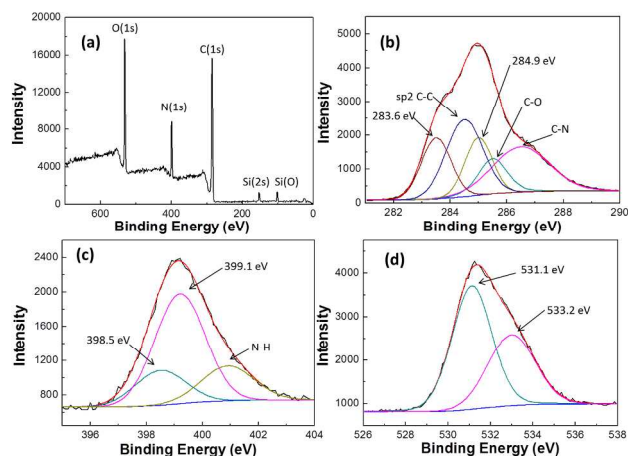 (a)
O(1s)
C(1s)
N(1s)
Si(2s) Si(O)
20000
16000
12000
8000
4000
0
600 400 200 0
Intensity
Binding Energy (eV)
(b)
284.9 eV
sp2 C-C
C-O
283.6 eV
C-N
5000
4000
3000
2000
1000
0
282 284 286 288 290
Intensity
Binding Energy (eV)
(c)
399.1 eV
398.5 eV
N H
2400
2000
1600
1200
800
396 398 400 402 404
Intensity
Binding Energy (eV)
(d)
531.1 eV
533.2 eV
4000
3000
2000
1000
526 528 530 532 534 536 538
Intensity
Binding Energy (eV)